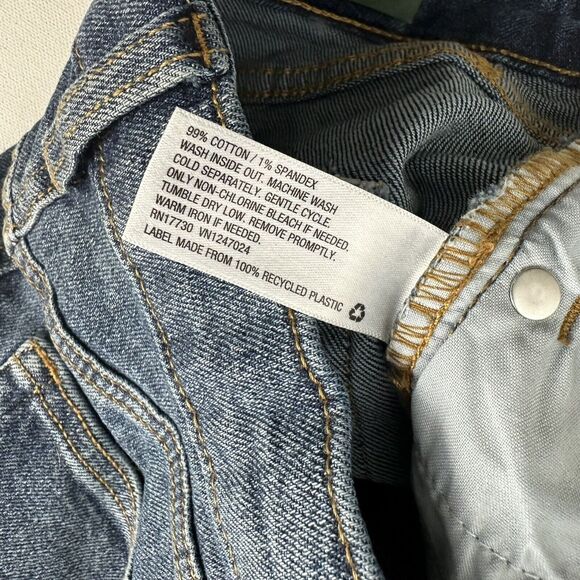 99% COTTON / 1% SPANDEX
WASH INSIDE OUT. MACHINE WASH
COLD SEPARATELY. GENTLE CYCLE.
ONLY NON-CHLORINE BLEACH IF NEEDED.
TUMBLE DRY LOW. REMOVE PROMPTLY.
WARM IRON IF NEEDED.
RN17730 VN1247024
LABEL MADE FROM 100% RECYCLED PLASTIC